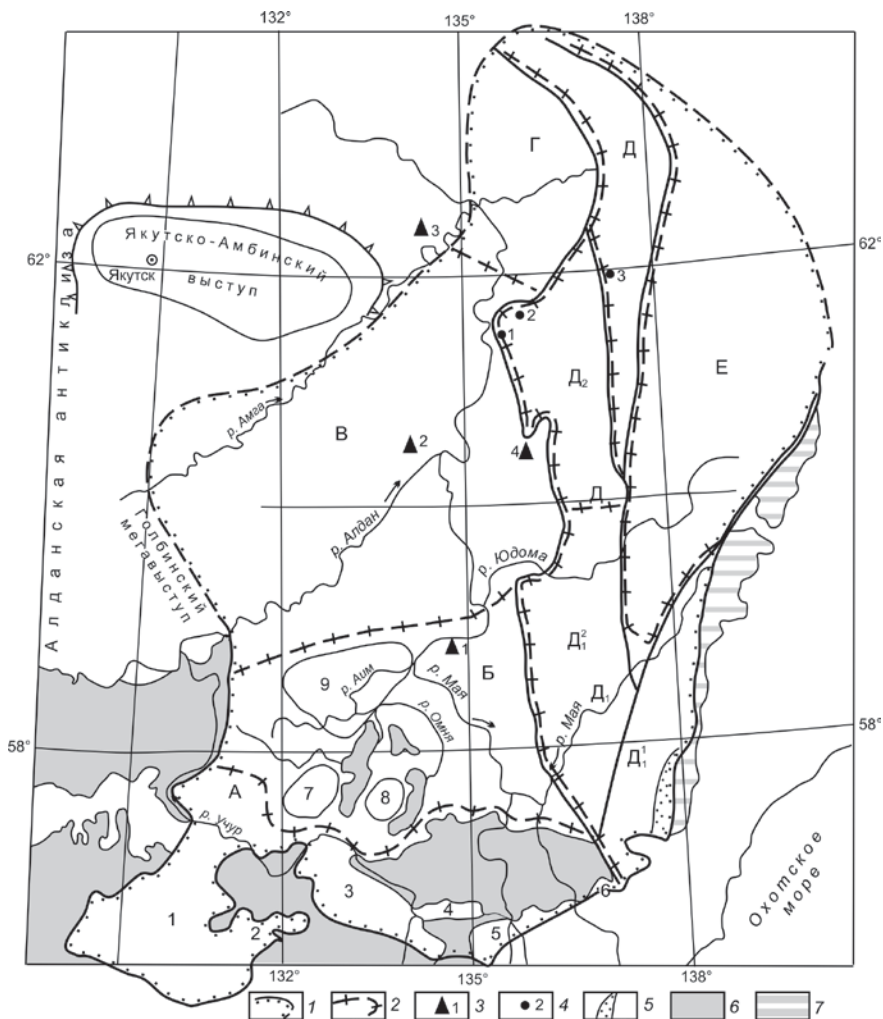 132°
135°
138°
Г
Д
3
Якутско-Амбинский
выступ
Якутск
62°
62°
3
2
1
Д₂
Е
Алданская антиклиза
р. Амга
В
2
4
Д
р. Алдан
Голбинский
мегавыступ
р. Юдома
Д₁²
1
9
р. Аим
р. Мая
Б
Д₁
р. Мая
р. Омня
58°
58°
Д₁¹
А
7
8
р. Учур
Охотское
море
1
2
3
4
5
6
132°
135°
138°
1
2
1 3
2 4
5
6
7